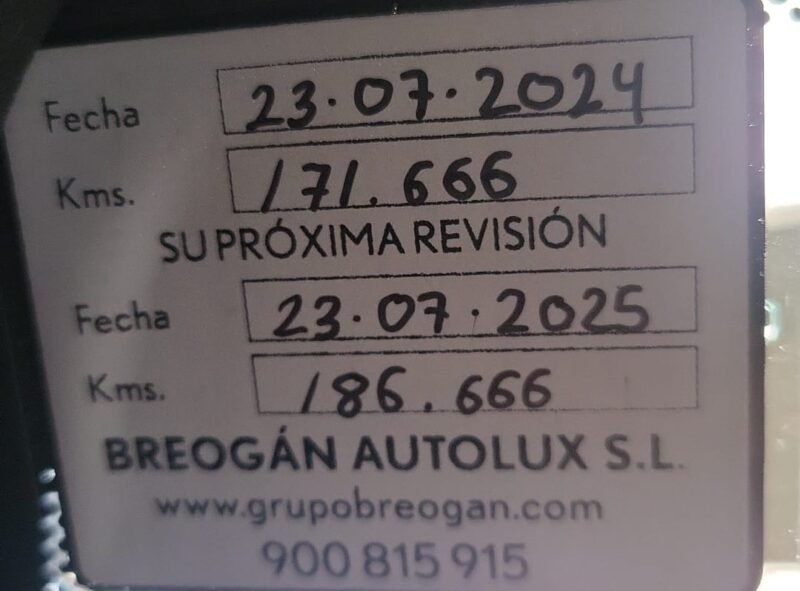 Fecha 23.07.2024
Kms. 171.666
SU PRÓXIMA REVISIÓN
Fecha 23.07.2025
Kms. 186.666
BREOGÁN AUTOLUX S.L.
www.grupobreogan.com
900 815 915